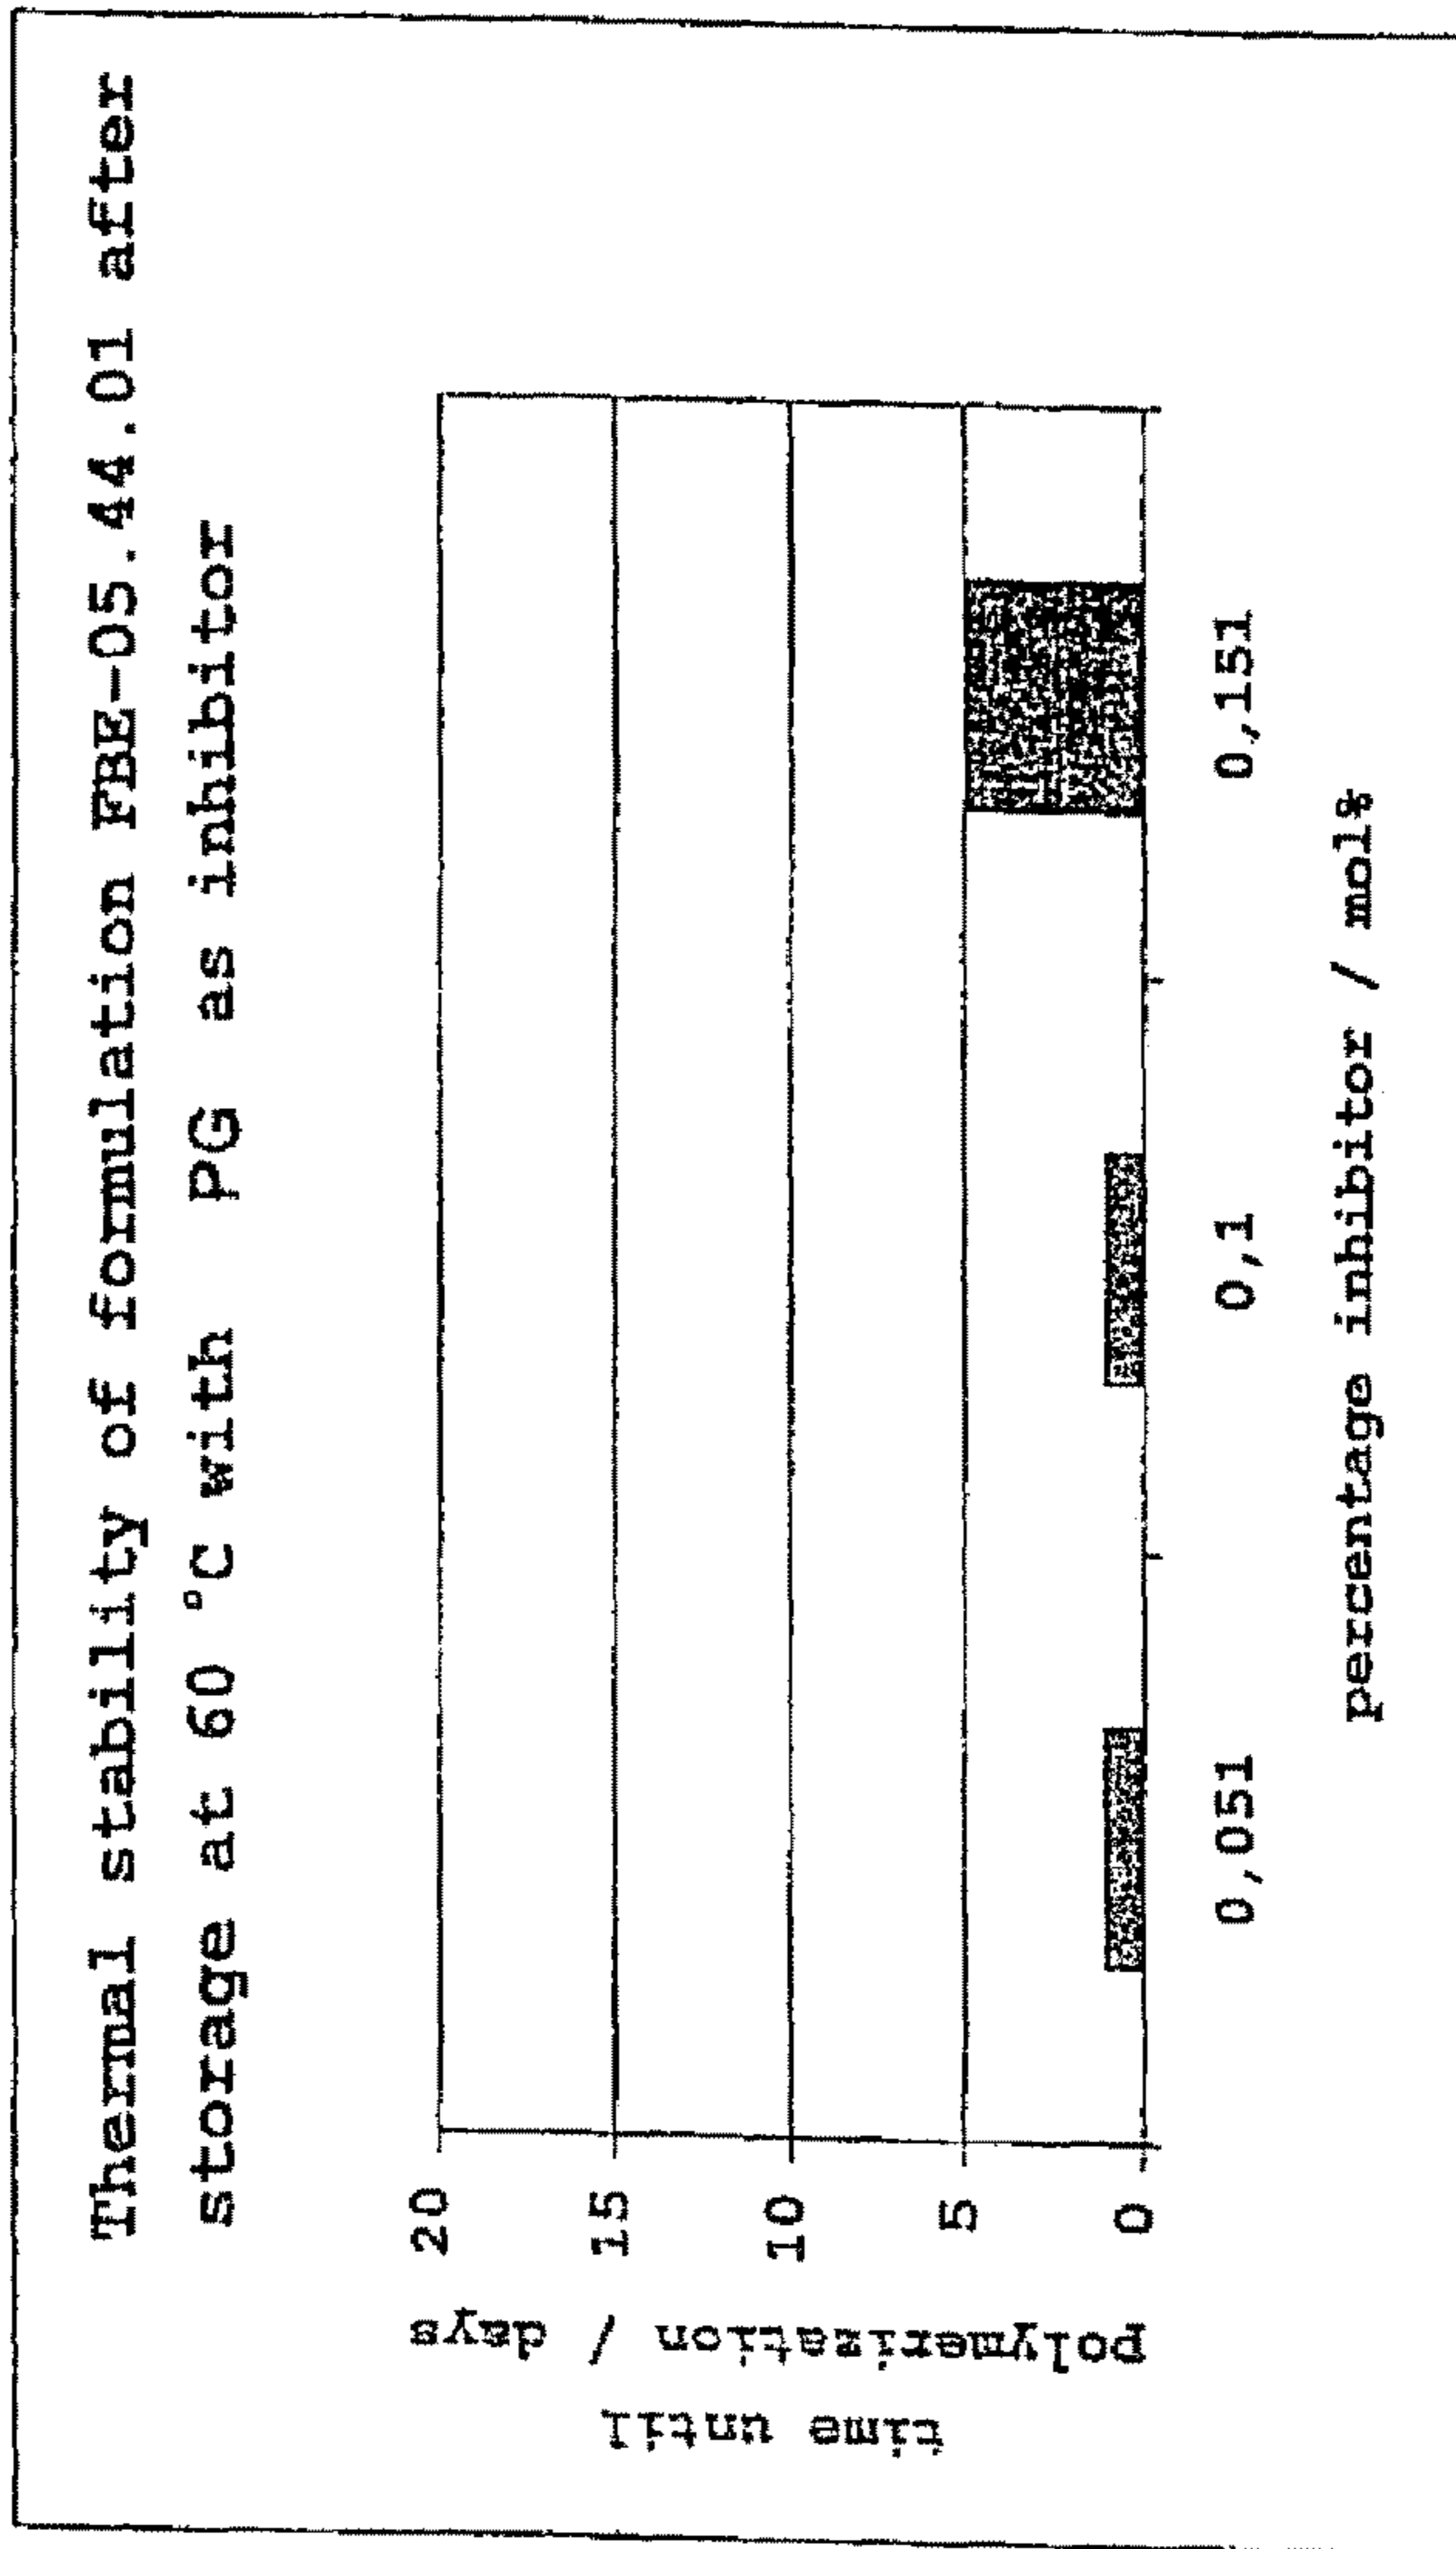 Thermal stability of formulation FBE-05.44.01 after
storage at 60 °C with PG as inhibitor
time until
polymerization / days
20
15
10
5
0
0,051 0,1 0,151
percentage inhibitor / mol%